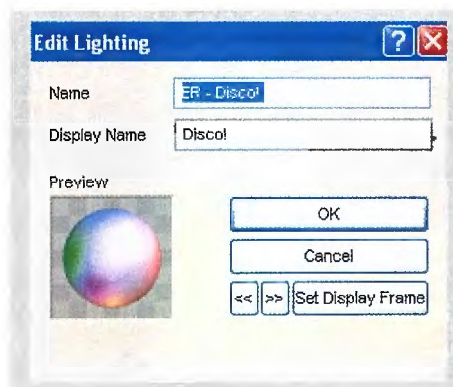 Edit Lighting
Name ER - Disco!
Display Name Disco!
Preview
OK
Cancel
<< >> Set Display Frame